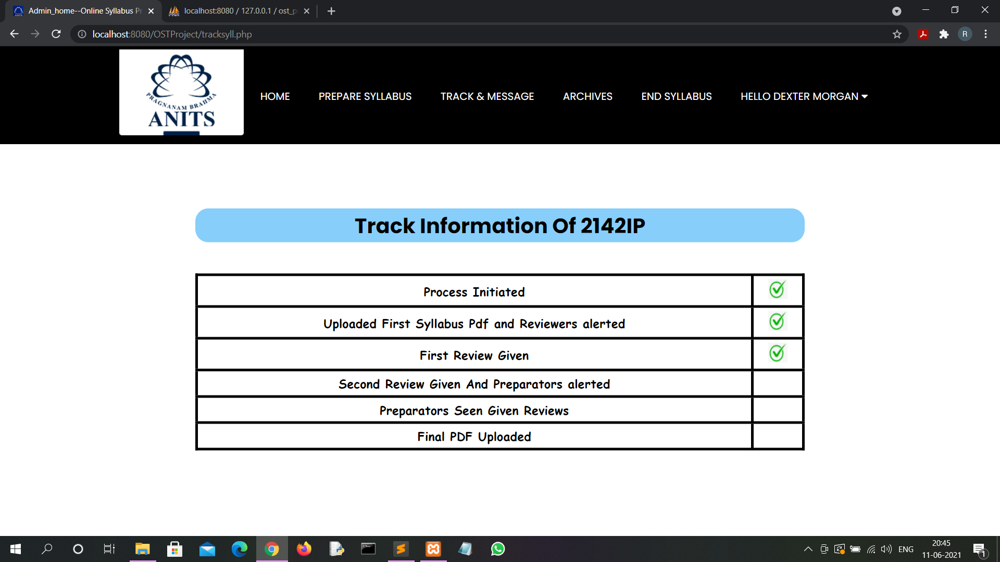 Admin_home--Online Syllabus Pr
localhost:8080 / 127.0.0.1 / ost_p
localhost:8080/OSTProject/tracksyll.php
R
PRAGNANAM BRAHMA
ANITS
HOME
PREPARE SYLLABUS
TRACK & MESSAGE
ARCHIVES
END SYLLABUS
HELLO DEXTER MORGAN
Track Information Of 2142IP
Process Initiated
Uploaded First Syllabus Pdf and Reviewers alerted
First Review Given
Second Review Given And Preparators alerted
Preparators Seen Given Reviews
Final PDF Uploaded
ENG
20:45
11-06-2021
1